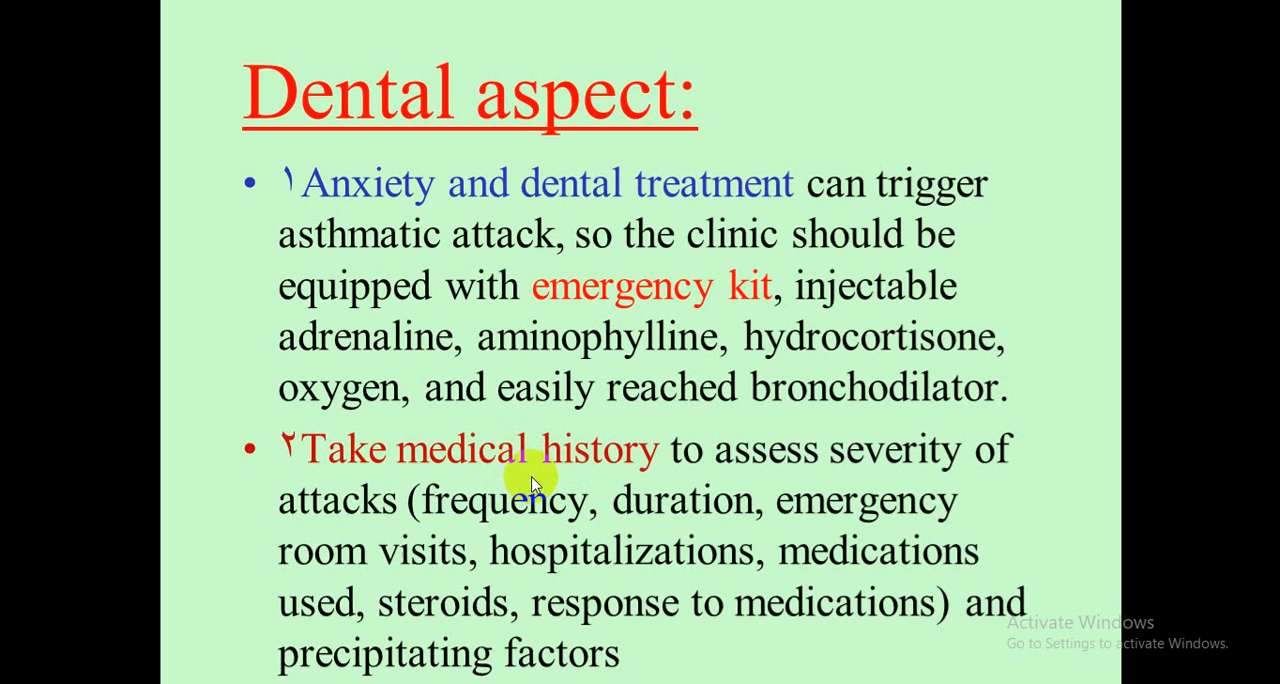 Dental aspect:
• ١Anxiety and dental treatment can trigger
asthmatic attack, so the clinic should be
equipped with emergency kit, injectable
adrenaline, aminophylline, hydrocortisone,
oxygen, and easily reached bronchodilator.
• ٢Take medical history to assess severity of
attacks (frequency, duration, emergency
room visits, hospitalizations, medications
used, steroids, response to medications) and
precipitating factors
Activate Windows
Go to Settings to activate Windows.